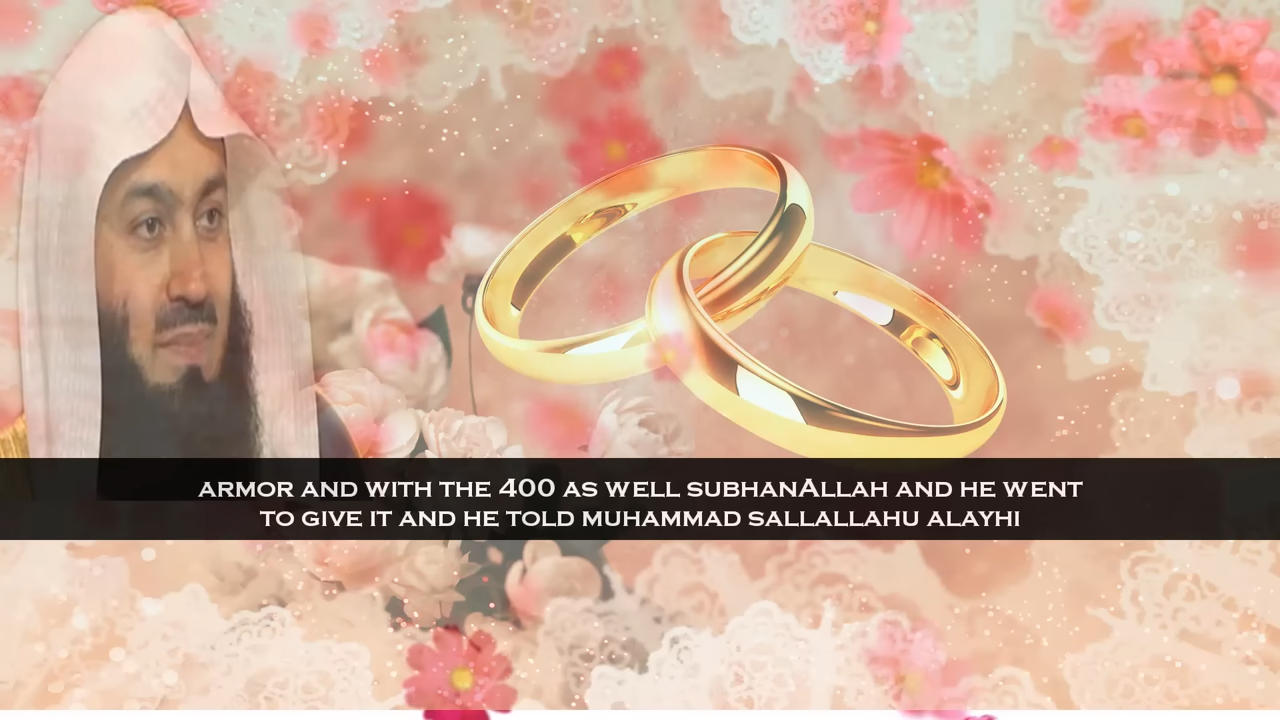 ARMOR AND WITH THE 400 AS WELL SUBHANALLAH AND HE WENT
TO GIVE IT AND HE TOLD MUHAMMAD SALLALLAHU ALAYHI